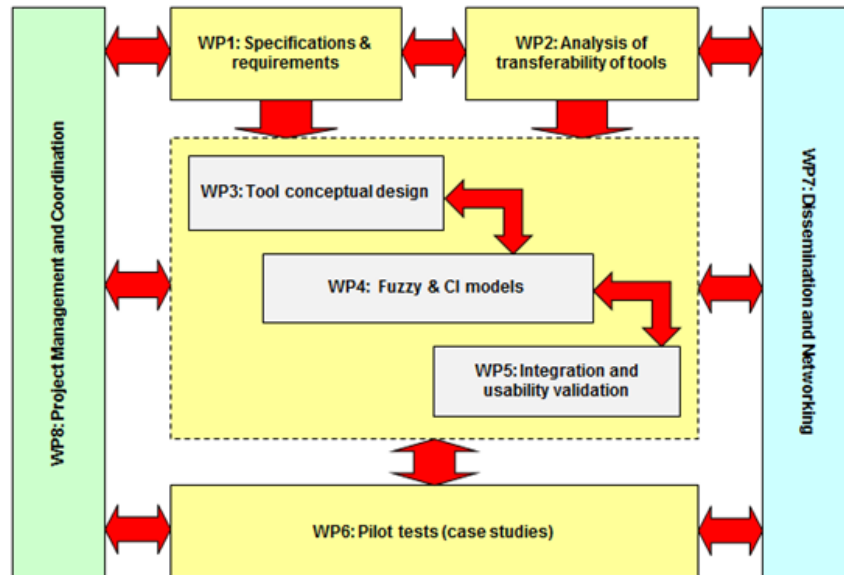 WP8: Project Management and Coordination
WP1: Specifications &
requirements
WP2: Analysis of
transferability of tools
WP3: Tool conceptual design
WP4: Fuzzy & CI models
WP5: Integration and
usability validation
WP6: Pilot tests (case studies)
WP7: Dissemination and Networking